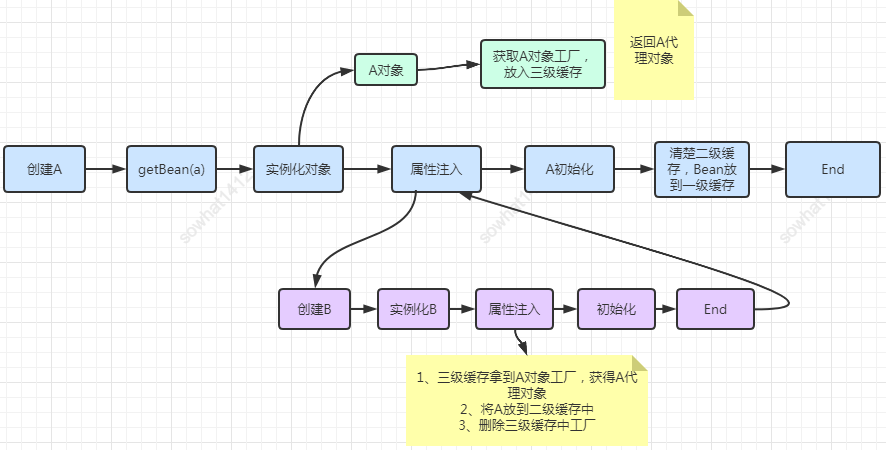 返回A代
理对象
A对象
获取A对象工厂，
放入三级缓存
创建A
getBean(a)
实例化对象
属性注入
A初始化
清楚二级缓
存，Bean放
到一级缓存
End
创建B
实例化B
属性注入
初始化
End
1、三级缓存拿到A对象工厂，获得A代
理对象
2、将A放到二级缓存中
3、删除三级缓存中工厂
sowhat1412